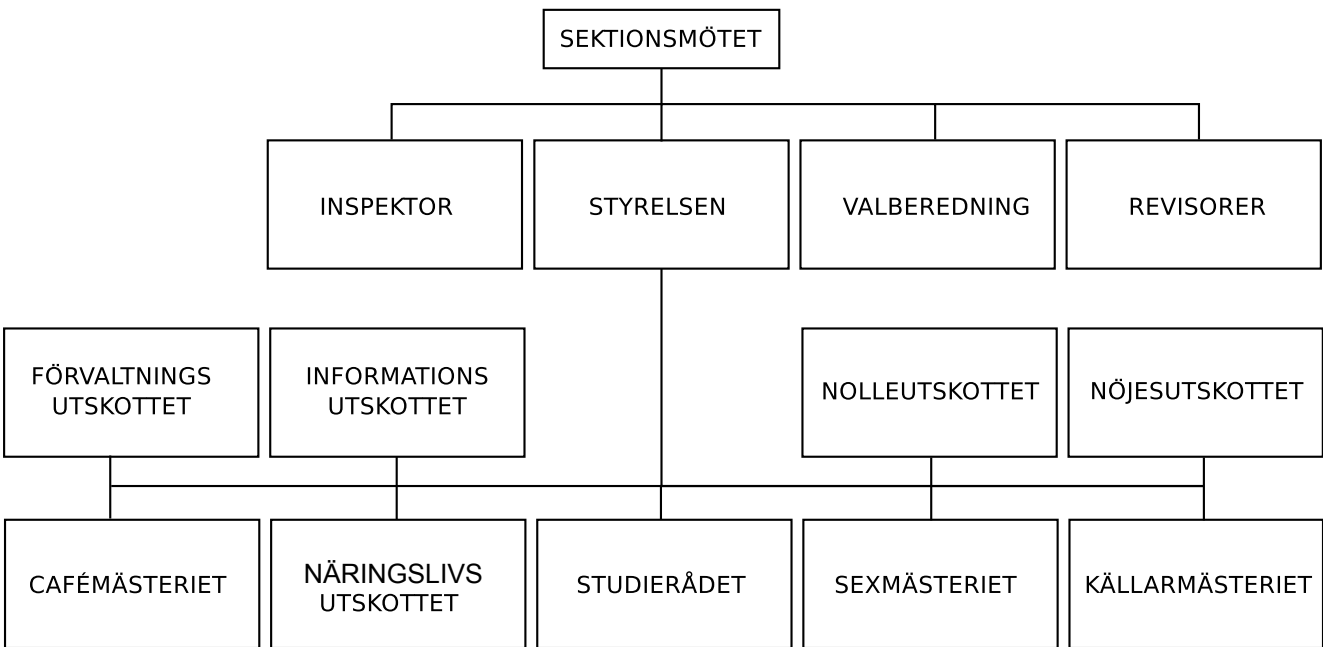 SEKTIONSMÖTET
INSPEKTOR
STYRELSEN
VALBEREDNING
REVISORER
FÖRVALTNINGS
UTSKOTTET
INFORMATIONS
UTSKOTTET
NOLLEUTSKOTTET
NÖJESUTSKOTTET
CAFÉMÄSTERIET
NÄRINGSLIVS
UTSKOTTET
STUDIERÅDET
SEXMÄSTERIET
KÄLLARMÄSTERIET